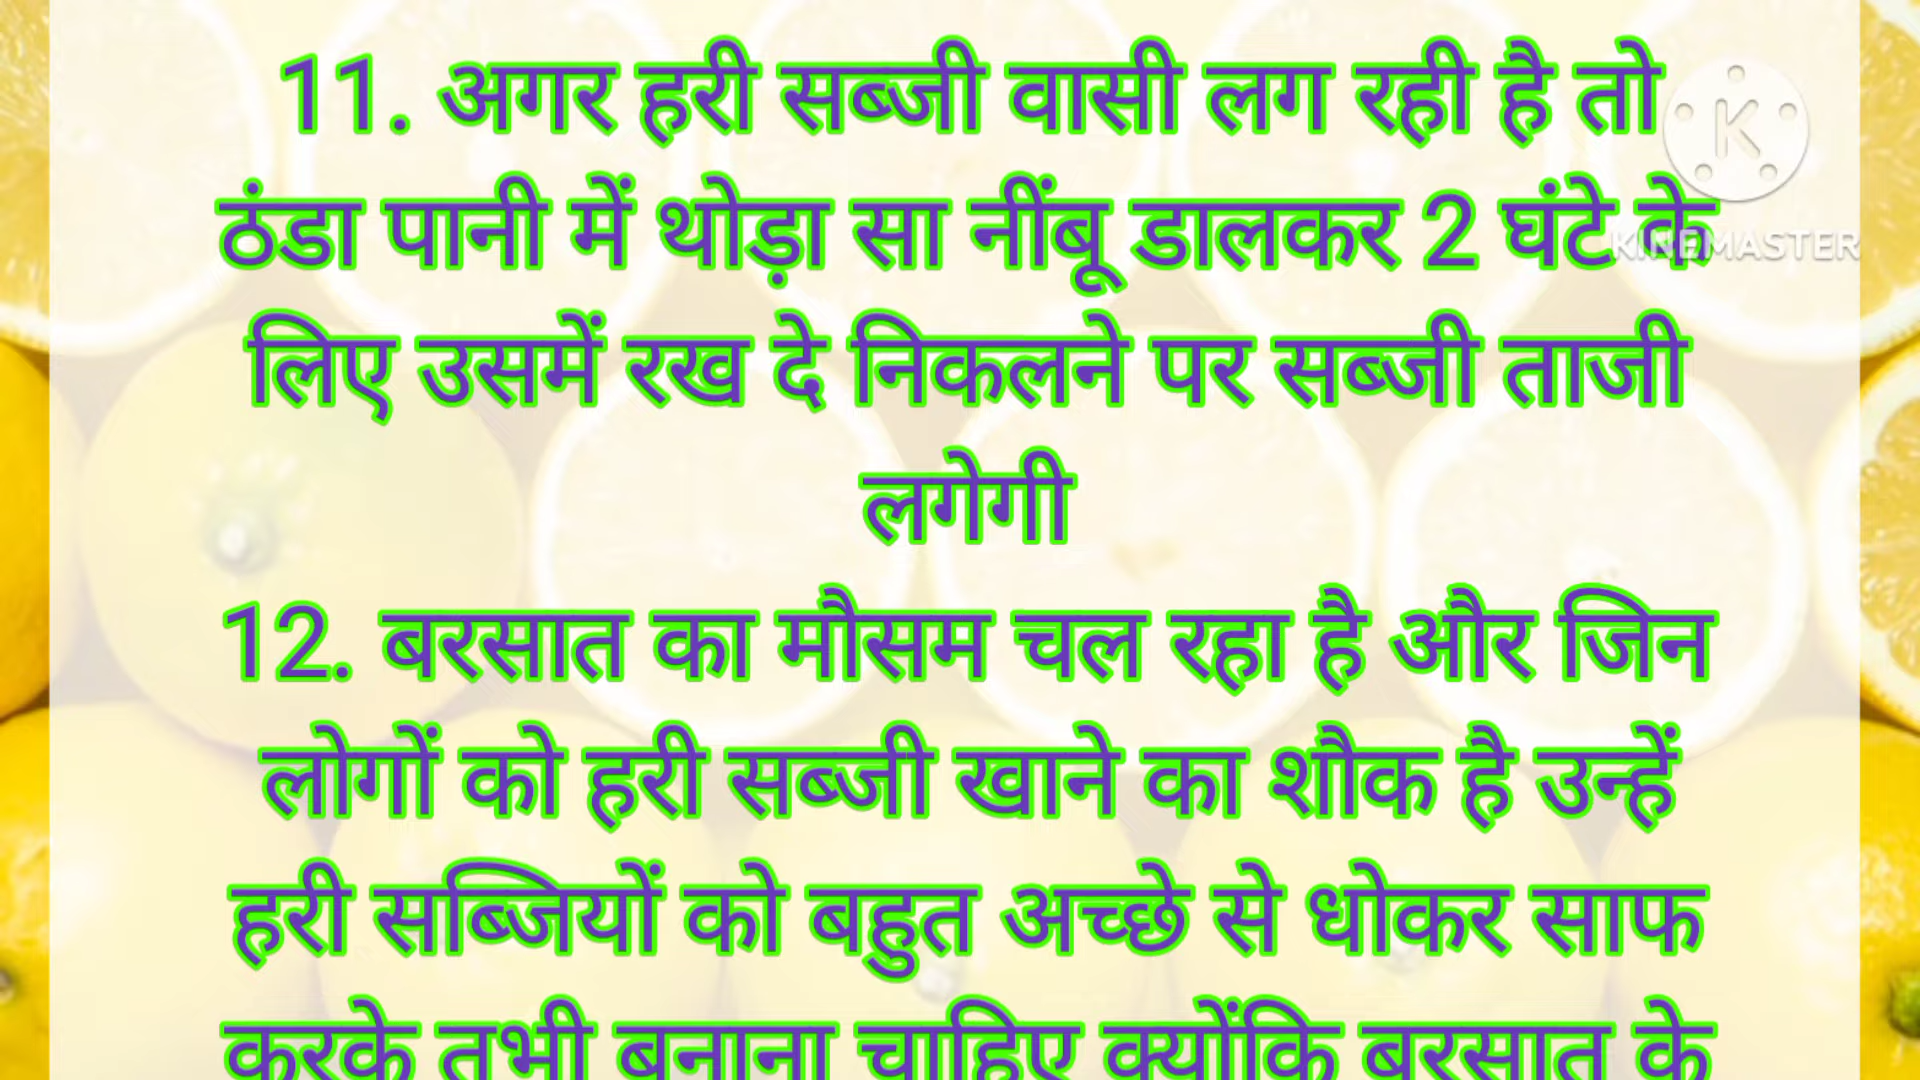 11. अगर हरी सब्जी वासी लग रही है तो
ठंडा पानी में थोड़ा सा नींबू डालकर 2 घंटे के
लिए उसमें रख दे निकलने पर सब्जी ताजी
लगेगी
12. बरसात का मौसम चल रहा है और जिन
लोगों को हरी सब्जी खाने का शौक है उन्हें
हरी सब्जियों को बहुत अच्छे से धोकर साफ
करके तभी बनाना चाहिए क्योंकि बरसात के
K
KINEMASTER